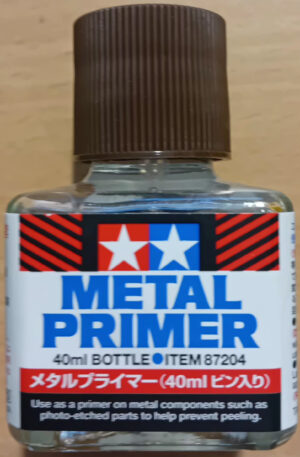 METAL
PRIMER
40ml BOTTLE●ITEM 87204
メタルプライマー(40ml ビン入り)
Use as a primer on metal components such as
photo-etched parts to help prevent peeling.